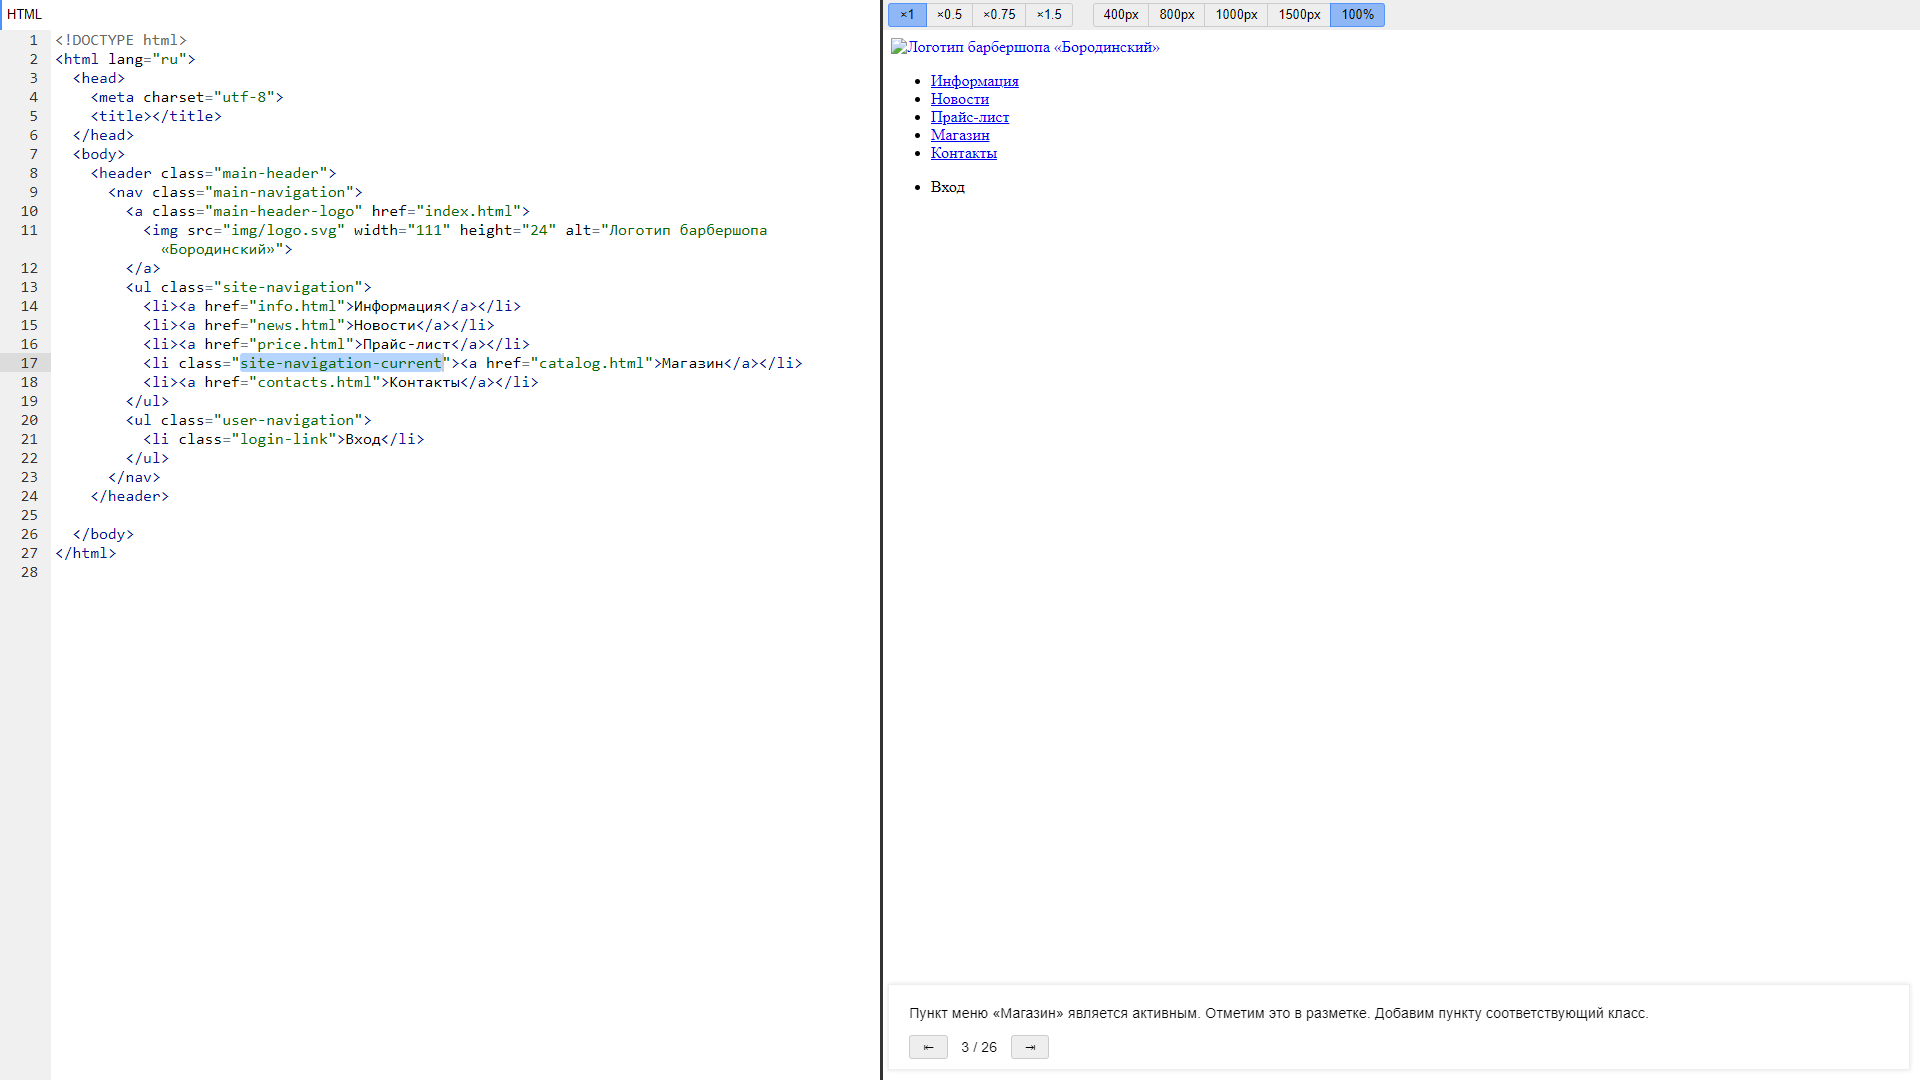 HTML
1 <!DOCTYPE html>
2 <html lang="ru">
3 <head>
4 <meta charset="utf-8">
5 <title></title>
6 </head>
7 <body>
8 <header class="main-header">
9 <nav class="main-navigation">
10 <a class="main-header-logo" href="index.html">
11 <img src="img/logo.svg" width="111" height="24" alt="Логотип барбершопа
«Бородинский»">
12 </a>
13 <ul class="site-navigation">
14 <li><a href="info.html">Информация</a></li>
15 <li><a href="news.html">Новости</a></li>
16 <li><a href="price.html">Прайс-лист</a></li>
17 <li class="site-navigation-current"><a href="catalog.html">Магазин</a></li>
18 <li><a href="contacts.html">Контакты</a></li>
19 </ul>
20 <ul class="user-navigation">
21 <li class="login-link">Вход</li>
22 </ul>
23 </nav>
24 </header>
25
26 </body>
27 </html>
28
×1 ×0.5 ×0.75 ×1.5 400px 800px 1000px 1500px 100%
Логотип барбершопа «Бородинский»
Информация
Новости
Прайс-лист
Магазин
Контакты
Вход
Пункт меню «Магазин» является активным. Отметим это в разметке. Добавим пункту соответствующий класс.
⇤ 3 / 26 ⇥